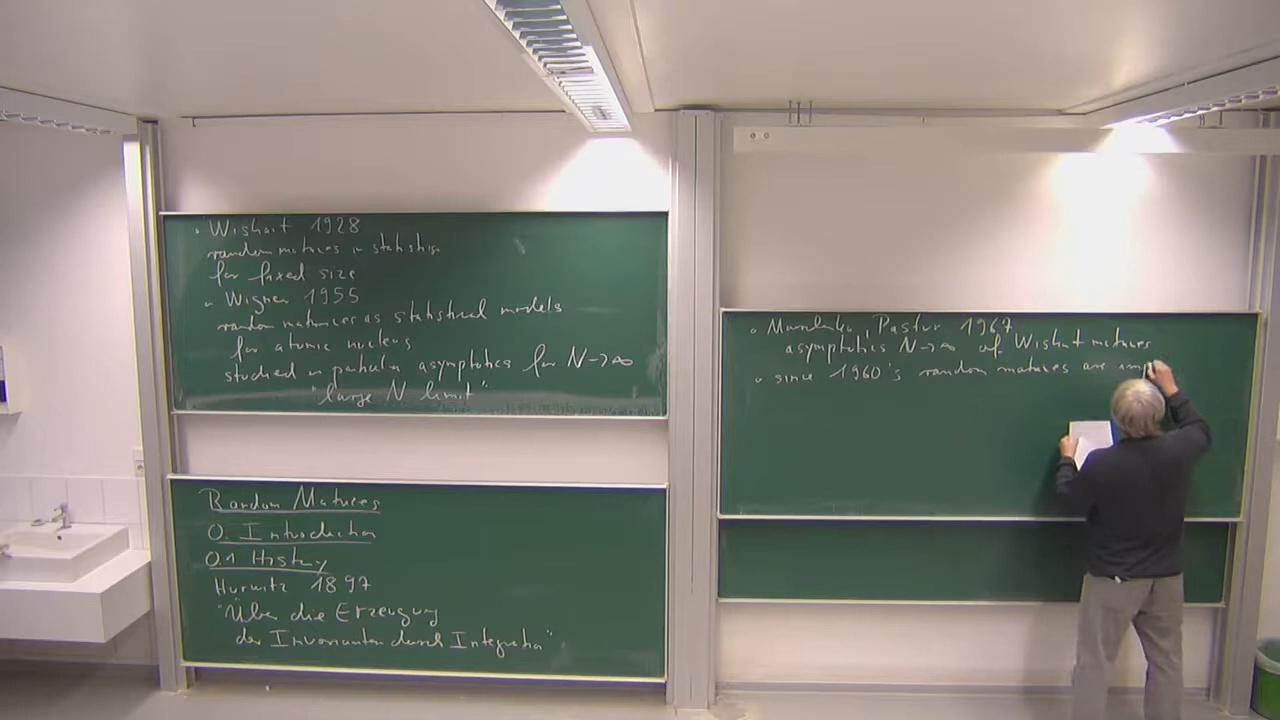 Random Matrices
0. Introduction
0.1 History
Hurwitz 1897
"Über die Erzeugung
der Invarianten durch Integration"
• Wishart 1928
random matrices in statistics
for fixed size
• Wigner 1955
random matrices as statistical models
for atomic nucleus
studied in particular asymptotics for N→∞
"large N limit"
• Marchenko, Pastur 1967
asymptotics N→∞ of Wishart matrices
• since 1960's random matrices are